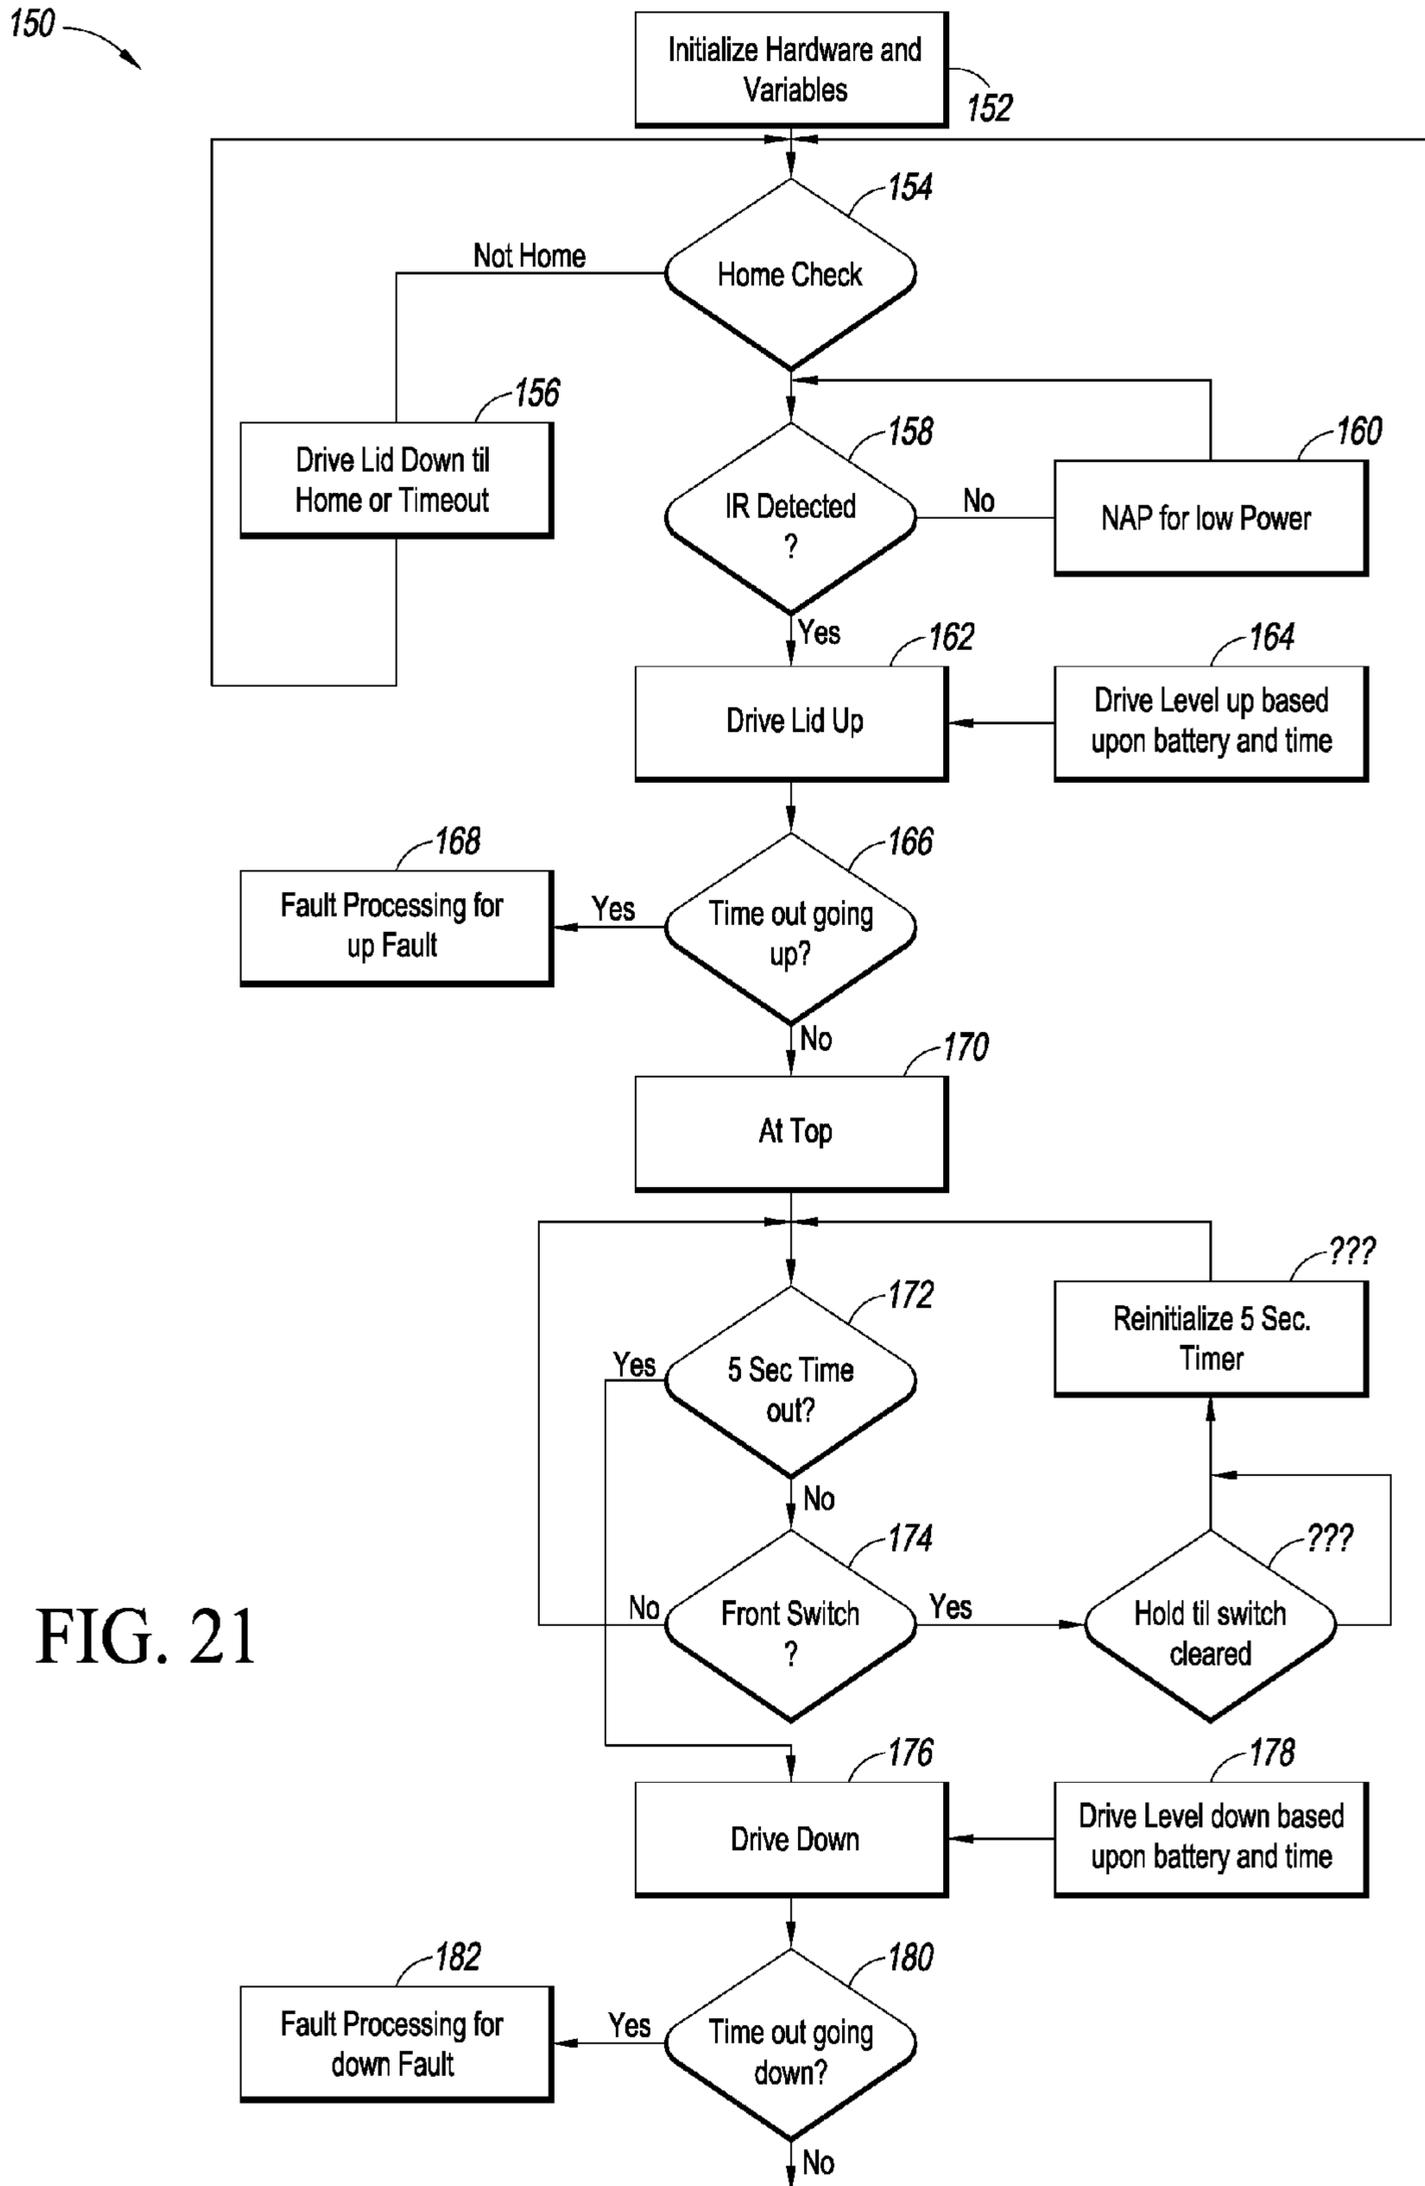 150
Initialize Hardware and
Variables
152
154
Home Check
Not Home
156
Drive Lid Down til
Home or Timeout
158
IR Detected
?
No
160
NAP for low Power
Yes
162
Drive Lid Up
164
Drive Level up based
upon battery and time
166
Time out going
up?
Yes
168
Fault Processing for
up Fault
No
170
At Top
172
5 Sec Time
out?
Yes
???
Reinitialize 5 Sec.
Timer
No
174
Front Switch
?
No
Yes
???
Hold til switch
cleared
FIG. 21
176
Drive Down
178
Drive Level down based
upon battery and time
180
Time out going
down?
Yes
182
Fault Processing for
down Fault
No